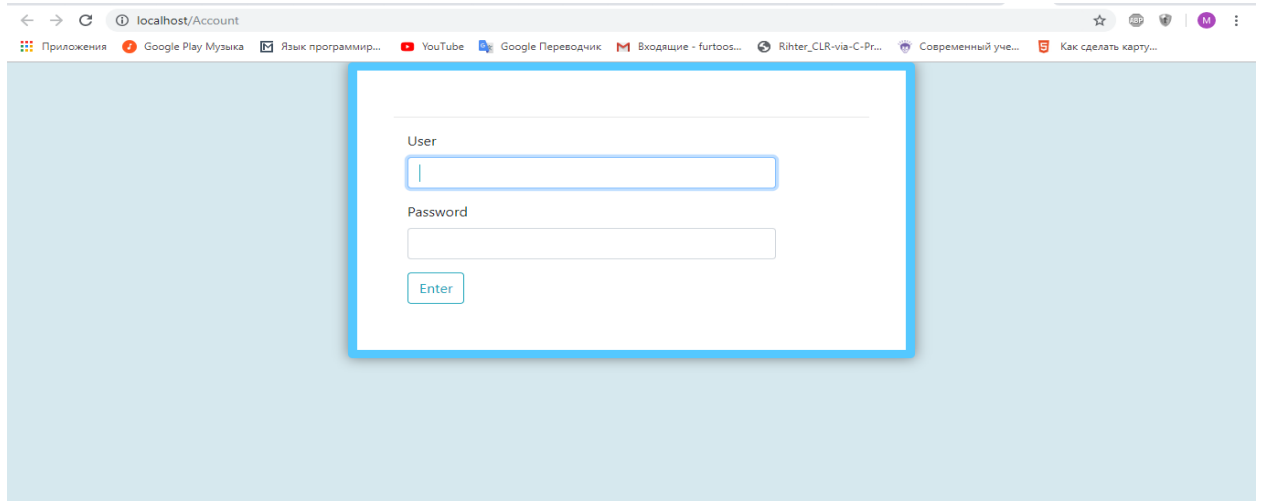 localhost/Account
ABP
M
Приложения Google Play Музыка Язык программир... YouTube Google Переводчик Входящие - furtoos... Rihter_CLR-via-C-Pr... Современный уче... Как сделать карту...
User
Password
Enter